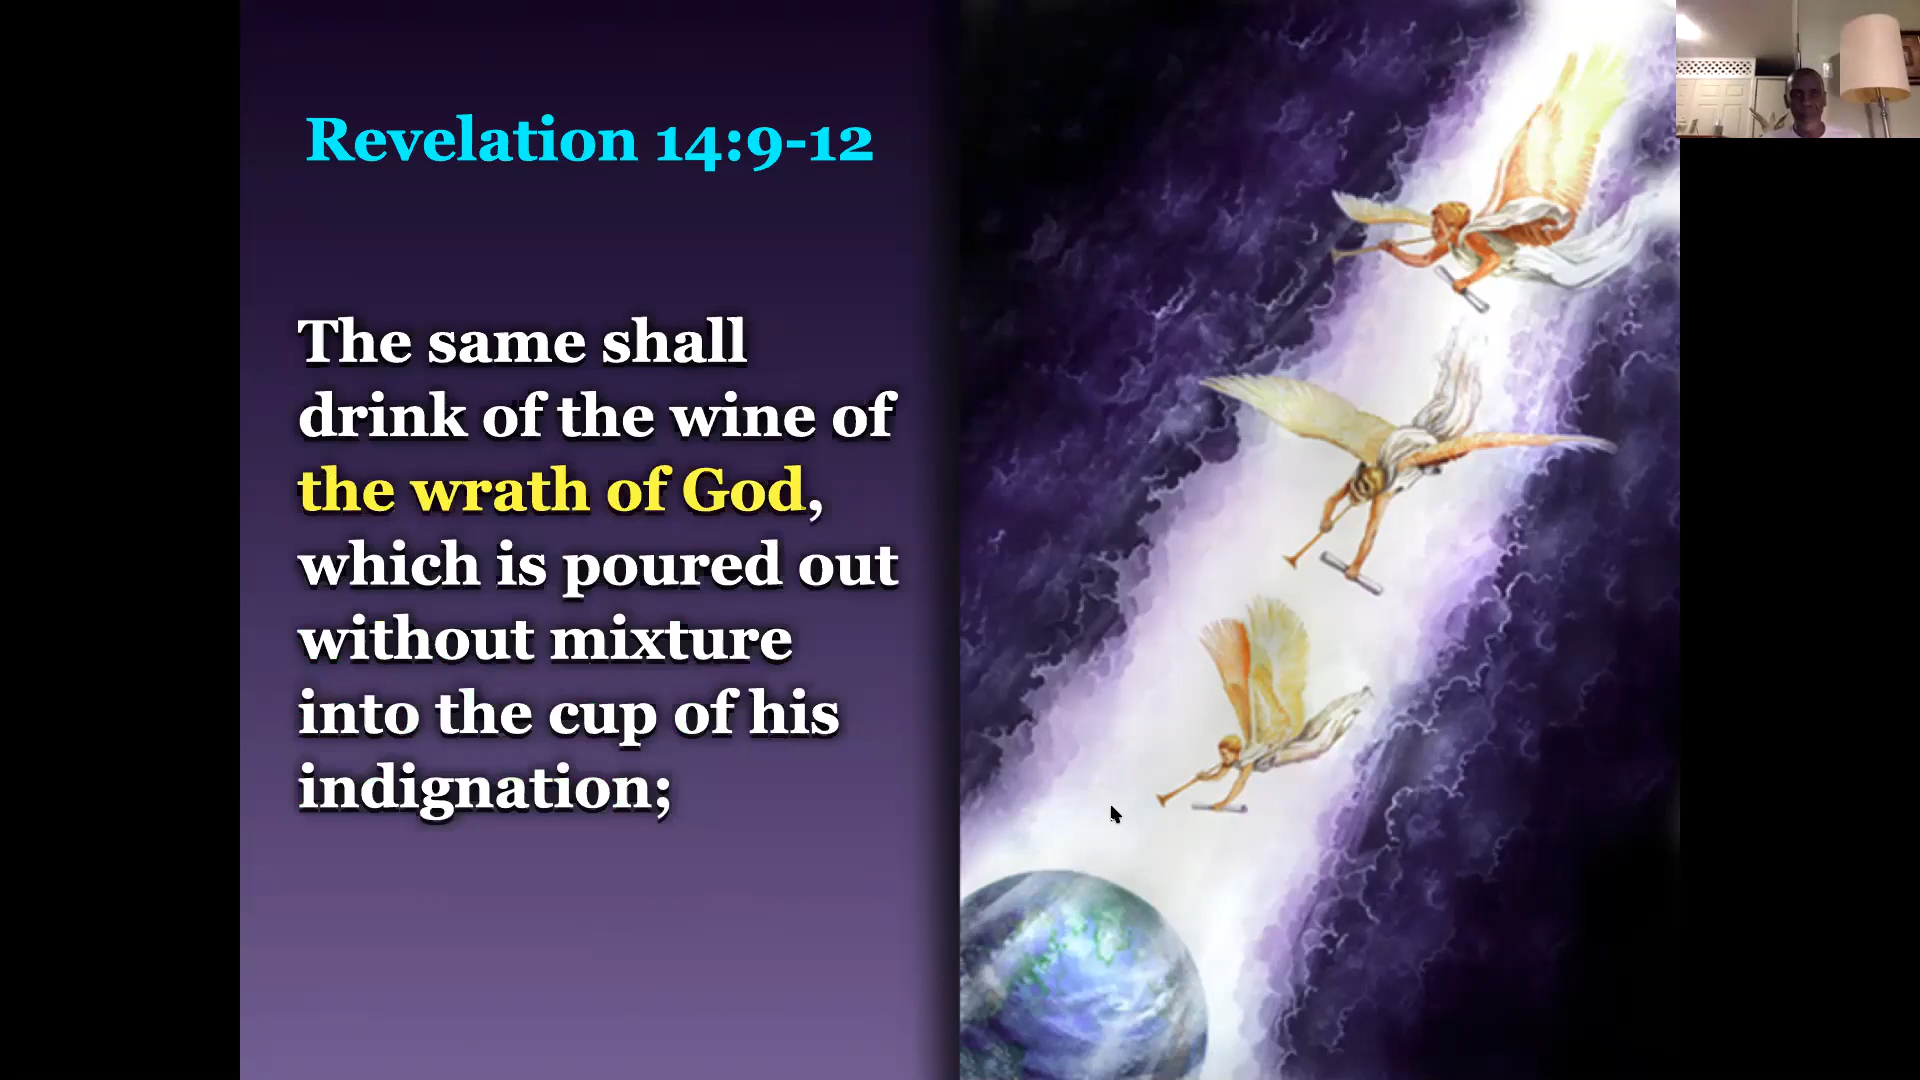 Revelation 14:9-12
The same shall
drink of the wine of
the wrath of God,
which is poured out
without mixture
into the cup of his
indignation;